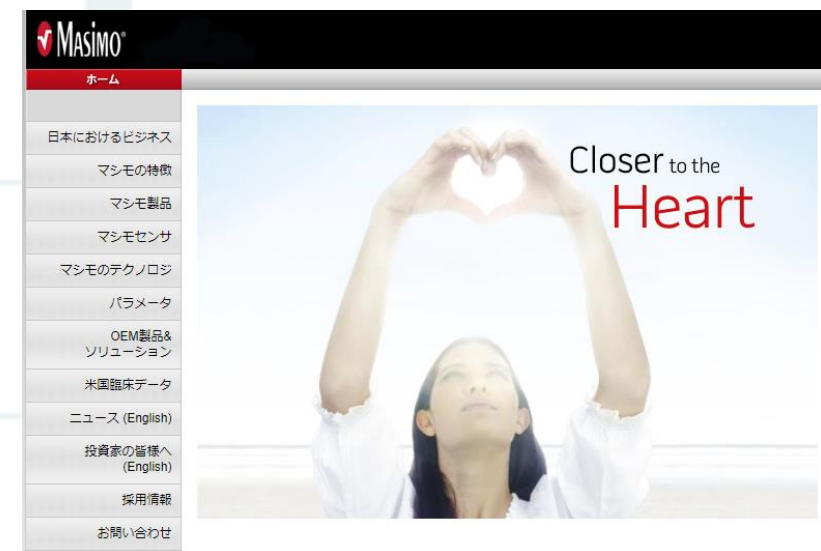 Masimo®
ホーム
日本におけるビジネス
マシモの特徴
マシモ製品
マシモセンサ
マシモのテクノロジ
パラメータ
OEM製品&
ソリューション
米国臨床データ
ニュース (English)
投資家の皆様へ
(English)
採用情報
お問い合わせ
Closer to the
Heart